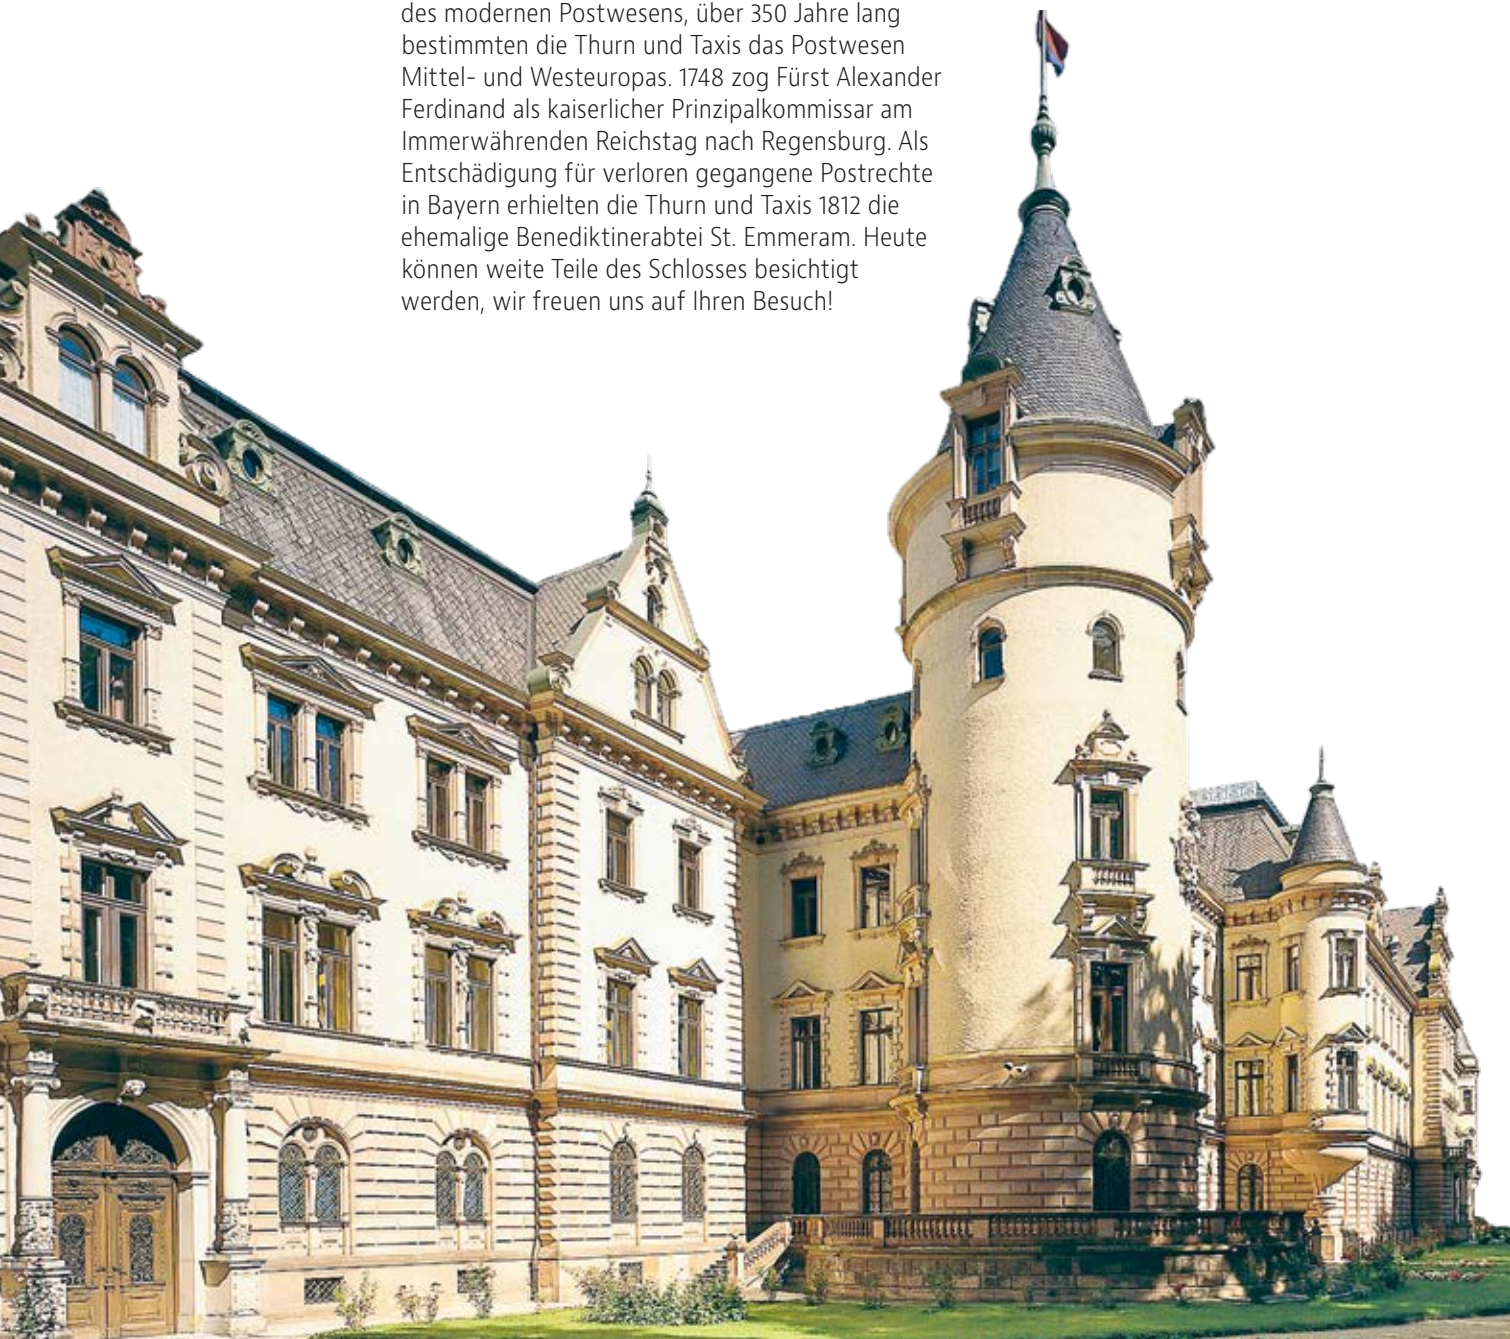 des modernen Postwesens, über 350 Jahre lang
bestimmten die Thurn und Taxis das Postwesen
Mittel- und Westeuropas. 1748 zog Fürst Alexander
Ferdinand als kaiserlicher Prinzipalkommissar am
Immerwährenden Reichstag nach Regensburg. Als
Entschädigung für verloren gegangene Postrechte
in Bayern erhielten die Thurn und Taxis 1812 die
ehemalige Benediktinerabtei St. Emmeram. Heute
können weite Teile des Schlosses besichtigt
werden, wir freuen uns auf Ihren Besuch!